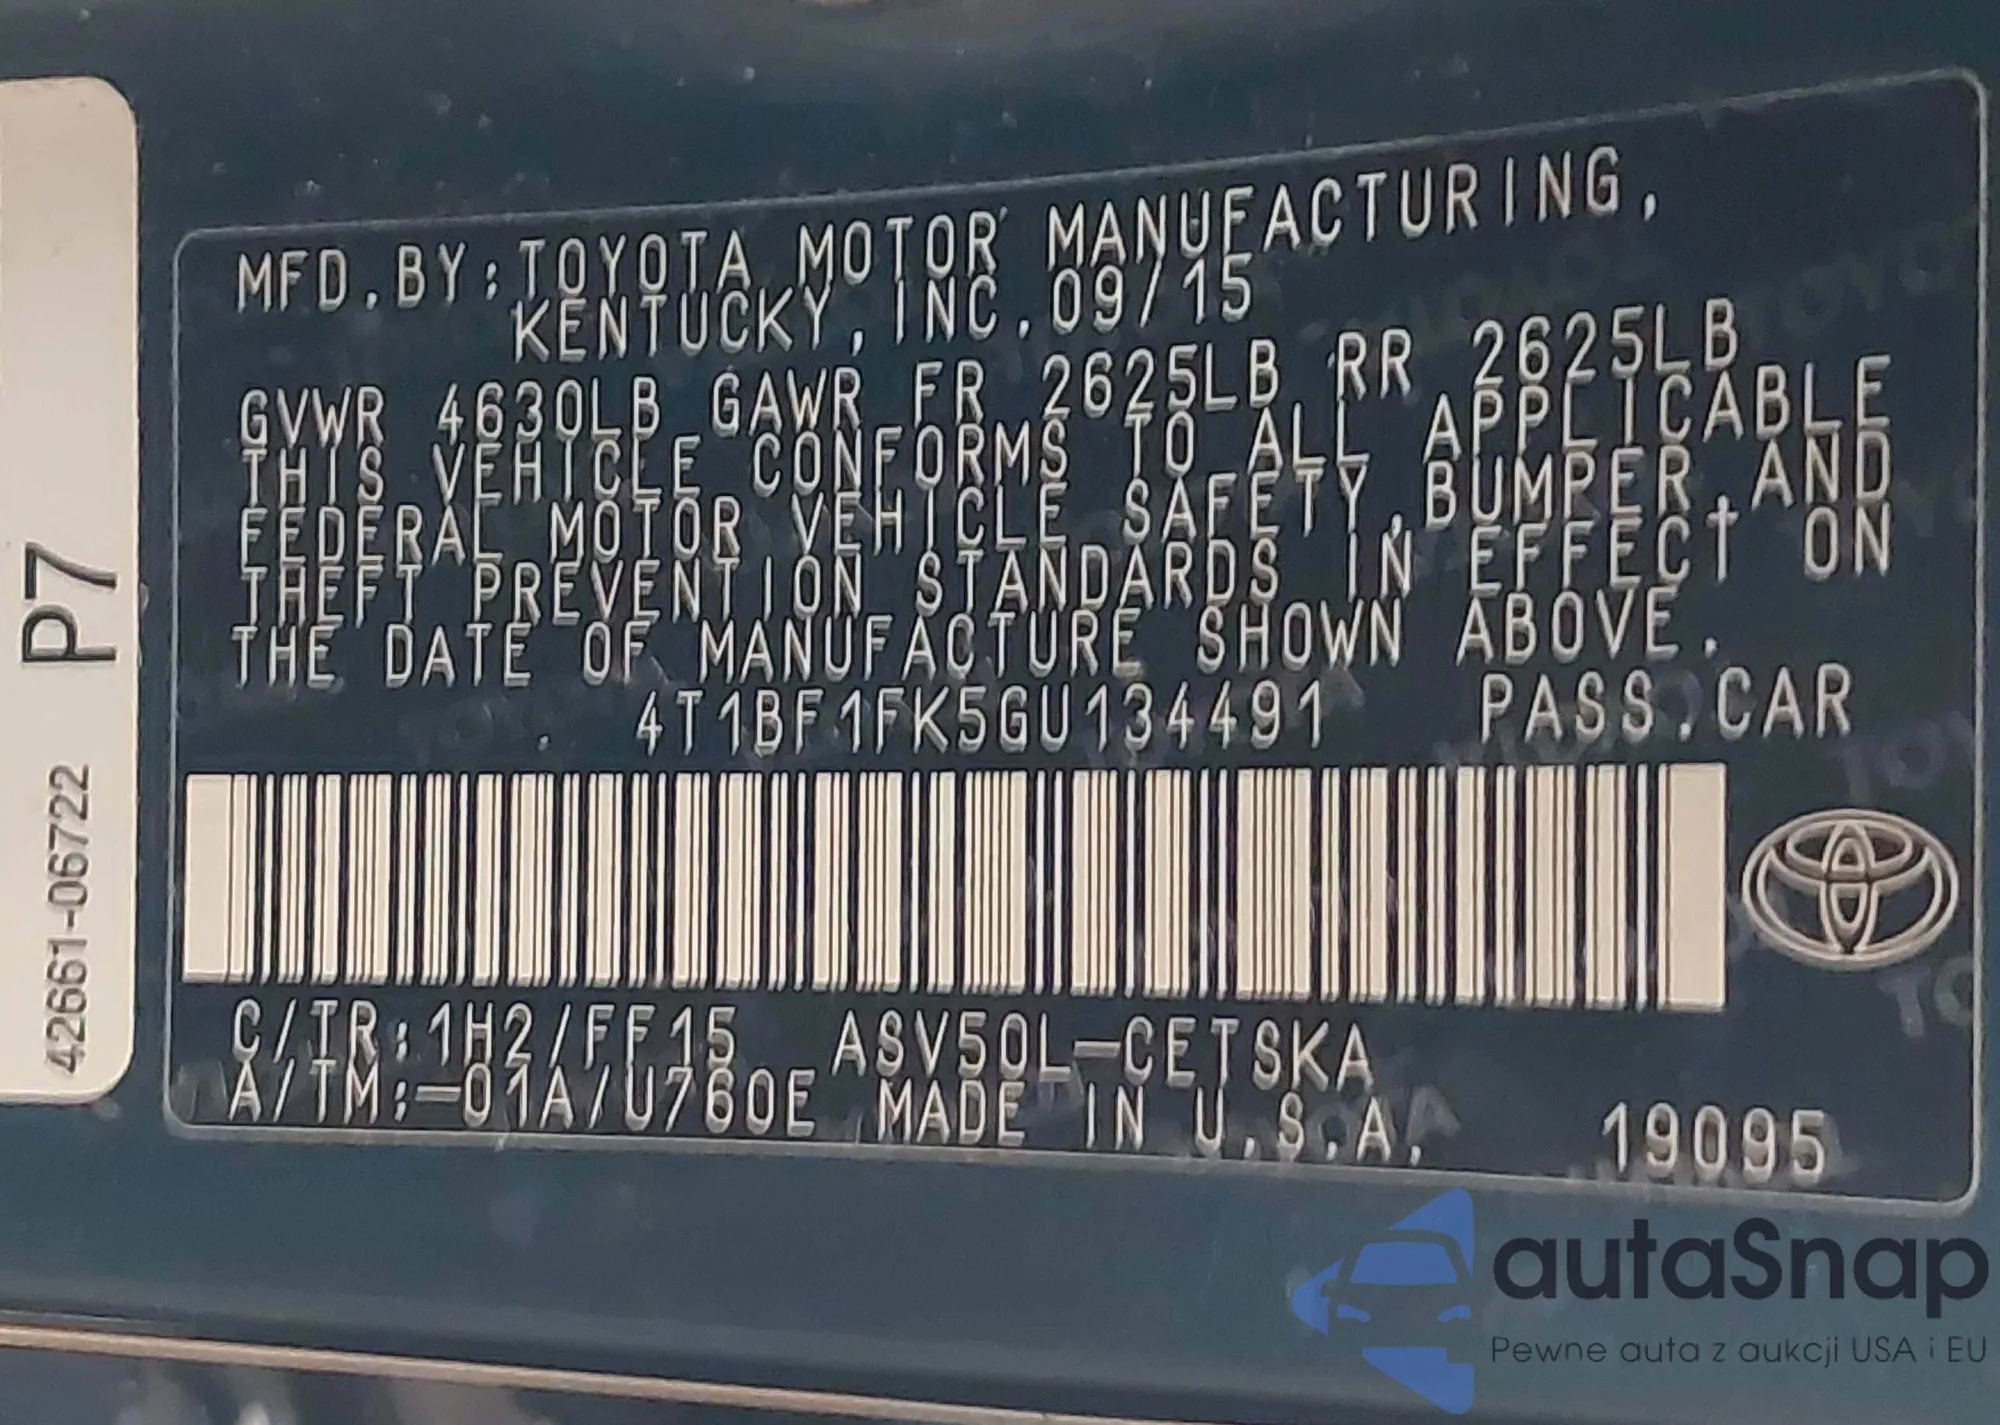 MFD.BY:TOYOTA MOTOR MANUFACTURING,
KENTUCKY,INC.09/15
GVWR 4630LB GAWR FR 2625LB RR 2625LB
THIS VEHICLE CONFORMS TO ALL APPLICABLE
FEDERAL MOTOR VEHICLE SAFETY,BUMPER,AND
THEFT PREVENTION STANDARDS IN EFFECT ON
THE DATE OF MANUFACTURE SHOWN ABOVE.
4T1BF1FK5GU134491 PASS.CAR
C/TR:1H2/FF15 ASV50L-CETSKA
A/TM:-01A/U760E MADE IN U.S.A. 19095
P7
42661-06722
autaSnap
Pewne auta z aukcji USA i EU